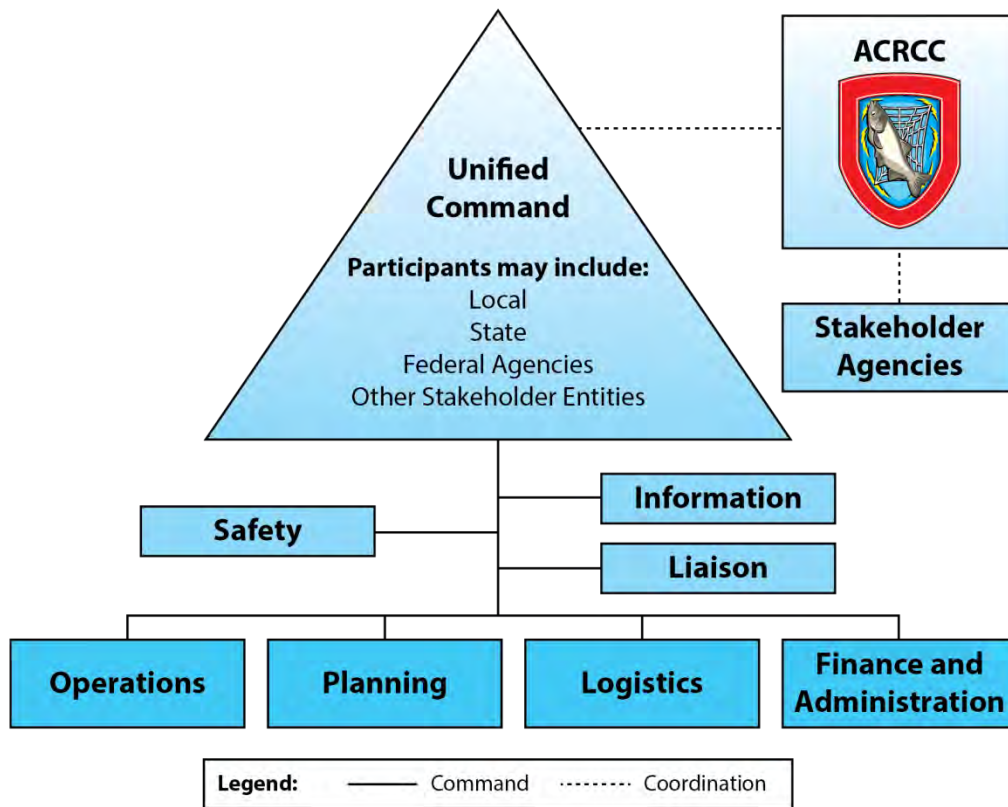 ACRCC
Unified
Command
Participants may include:
Local
State
Federal Agencies
Other Stakeholder Entities
Stakeholder
Agencies
Information
Safety
Liaison
Operations
Planning
Logistics
Finance and
Administration
Legend: Command Coordination